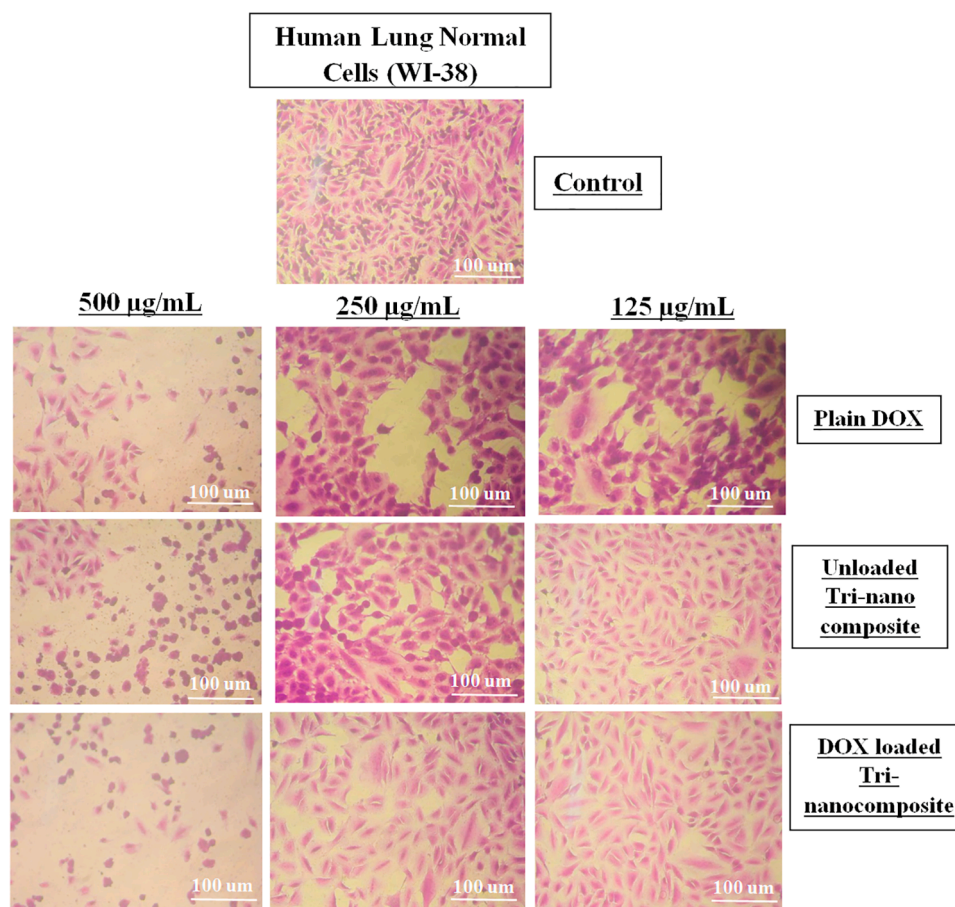 Human Lung Normal
Cells (WI-38)
100 um
Control
500 µg/mL
250 µg/mL
125 µg/mL
100 um
100 um
100 um
Plain DOX
100 um
100 um
100 um
Unloaded
Tri-nano
composite
100 um
100 um
100 um
DOX loaded
Tri-
nanocomposite